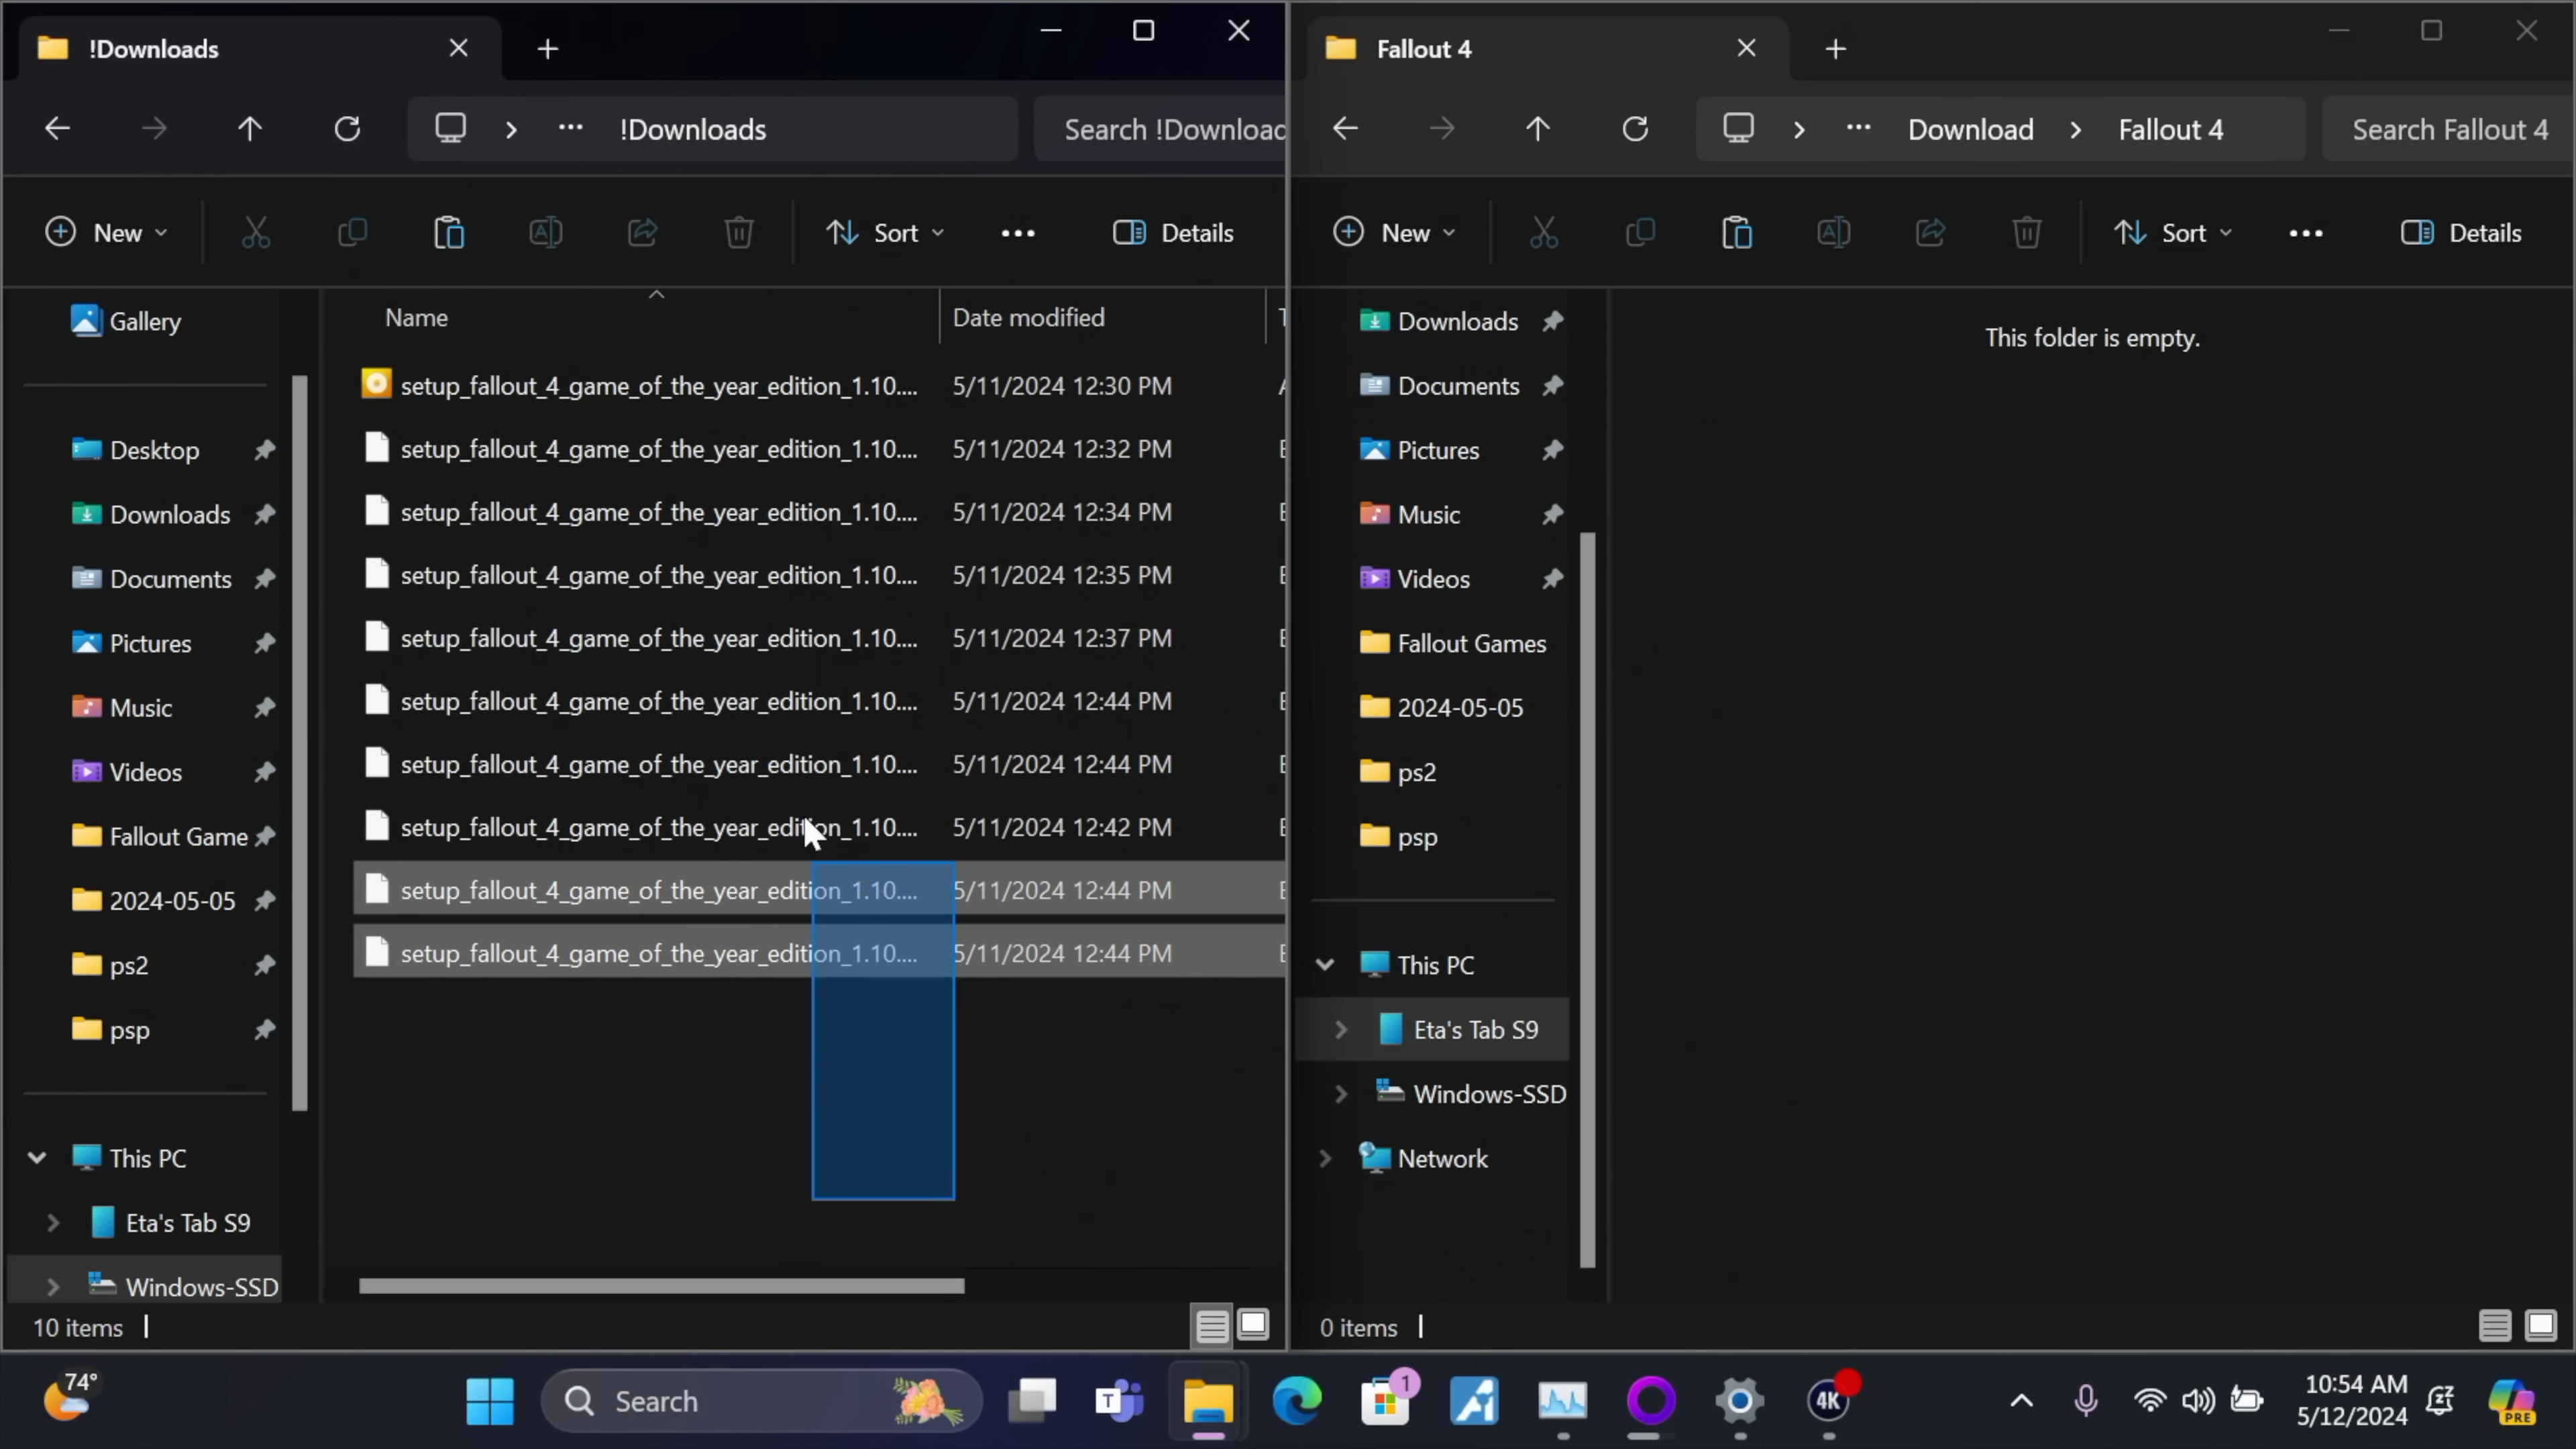 !Downloads
!Downloads
Search !Downloac
New
Sort
Details
Gallery
Desktop
Downloads
Documents
Pictures
Music
Videos
Fallout Game
2024-05-05
ps2
psp
This PC
Eta's Tab S9
Windows-SSD
Name
Date modified
setup_fallout_4_game_of_the_year_edition_1.10.... 5/11/2024 12:30 PM
setup_fallout_4_game_of_the_year_edition_1.10.... 5/11/2024 12:32 PM
setup_fallout_4_game_of_the_year_edition_1.10.... 5/11/2024 12:34 PM
setup_fallout_4_game_of_the_year_edition_1.10.... 5/11/2024 12:35 PM
setup_fallout_4_game_of_the_year_edition_1.10.... 5/11/2024 12:37 PM
setup_fallout_4_game_of_the_year_edition_1.10.... 5/11/2024 12:44 PM
setup_fallout_4_game_of_the_year_edition_1.10.... 5/11/2024 12:44 PM
setup_fallout_4_game_of_the_year_edition_1.10.... 5/11/2024 12:42 PM
setup_fallout_4_game_of_the_year_edition_1.10.... 5/11/2024 12:44 PM
setup_fallout_4_game_of_the_year_edition_1.10.... 5/11/2024 12:44 PM
10 items
Fallout 4
Download > Fallout 4
Search Fallout 4
New
Sort
Details
Downloads
Documents
Pictures
Music
Videos
Fallout Games
2024-05-05
ps2
psp
This PC
Eta's Tab S9
Windows-SSD
Network
This folder is empty.
0 items
74°
Search
T
1
4K
10:54 AM
5/12/2024
PRE